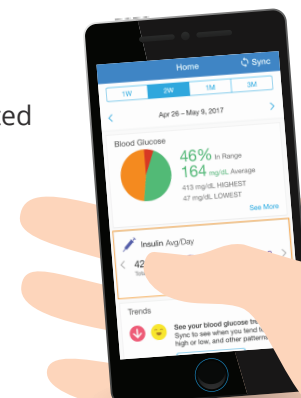 ted
Home
Sync
1W 2W 1M 3M
Apr 26 – May 9, 2017
Blood Glucose
46% In Range
164 mg/dL Average
413 mg/dL HIGHEST
47 mg/dL LOWEST
See More
Insulin Avg/Day
42
Trends
See your blood glucose
Sync to see when you tend
high or low, and other patterns